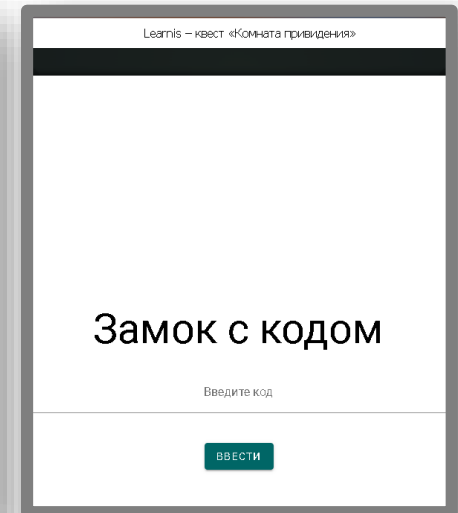 Learnis – квест «Комната привидения»
Замок с кодом
Введите код
ВВЕСТИ